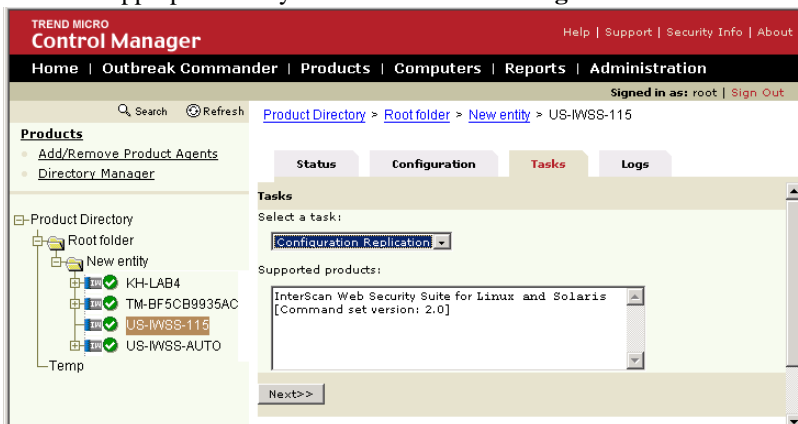 TREND MICRO
Control Manager
Help | Support | Security Info | About
Home | Outbreak Commander | Products | Computers | Reports | Administration
Signed in as: root | Sign Out
Search Refresh
Product Directory > Root folder > New entity > US-IWSS-115
Products
Add/Remove Product Agents
Directory Manager
Status Configuration Tasks Logs
Tasks
Select a task:
Configuration Replication
Supported products:
InterScan Web Security Suite for Linux and Solaris
[Command set version: 2.0]
Next>>
Product Directory
Root folder
New entity
KH-LAB4
TM-BF5CB9935AC
US-IWSS-115
US-IWSS-AUTO
Temp